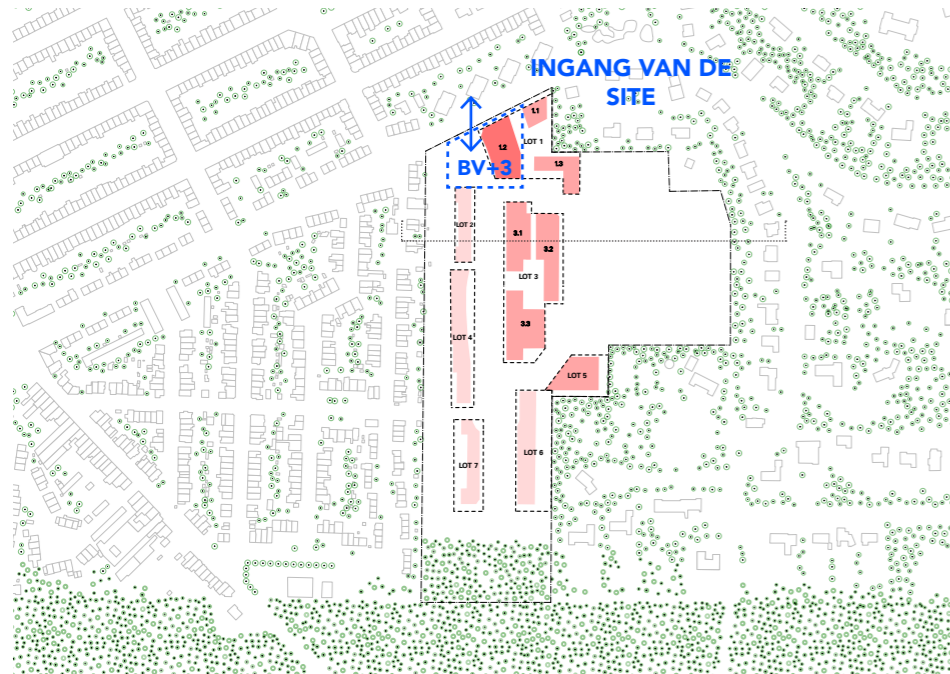 INGANG VAN DE
SITE
1.1
LOT 1
1.2
BV+3
1.3
LOT 2
3.1
3.2
LOT 3
3.3
LOT 4
LOT 5
LOT 6
LOT 7